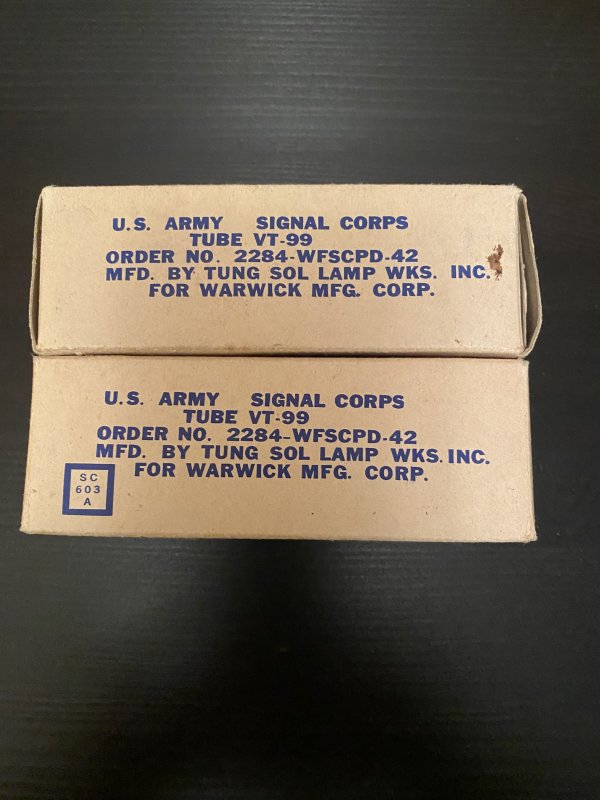 U.S. ARMY SIGNAL CORPS
TUBE VT-99
ORDER NO. 2284-WFSCPD-42
MFD. BY TUNG SOL LAMP WKS. INC.
FOR WARWICK MFG. CORP.
U.S. ARMY SIGNAL CORPS
TUBE VT-99
ORDER NO. 2284-WFSCPD-42
MFD. BY TUNG SOL LAMP WKS. INC.
FOR WARWICK MFG. CORP.
SC
603
A